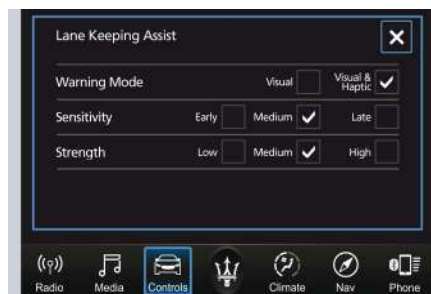 Lane Keeping Assist
Warning Mode Visual Visual & Haptic
Sensitivity Early Medium Late
Strength Low Medium High
Radio Media Controls Climate Nav Phone